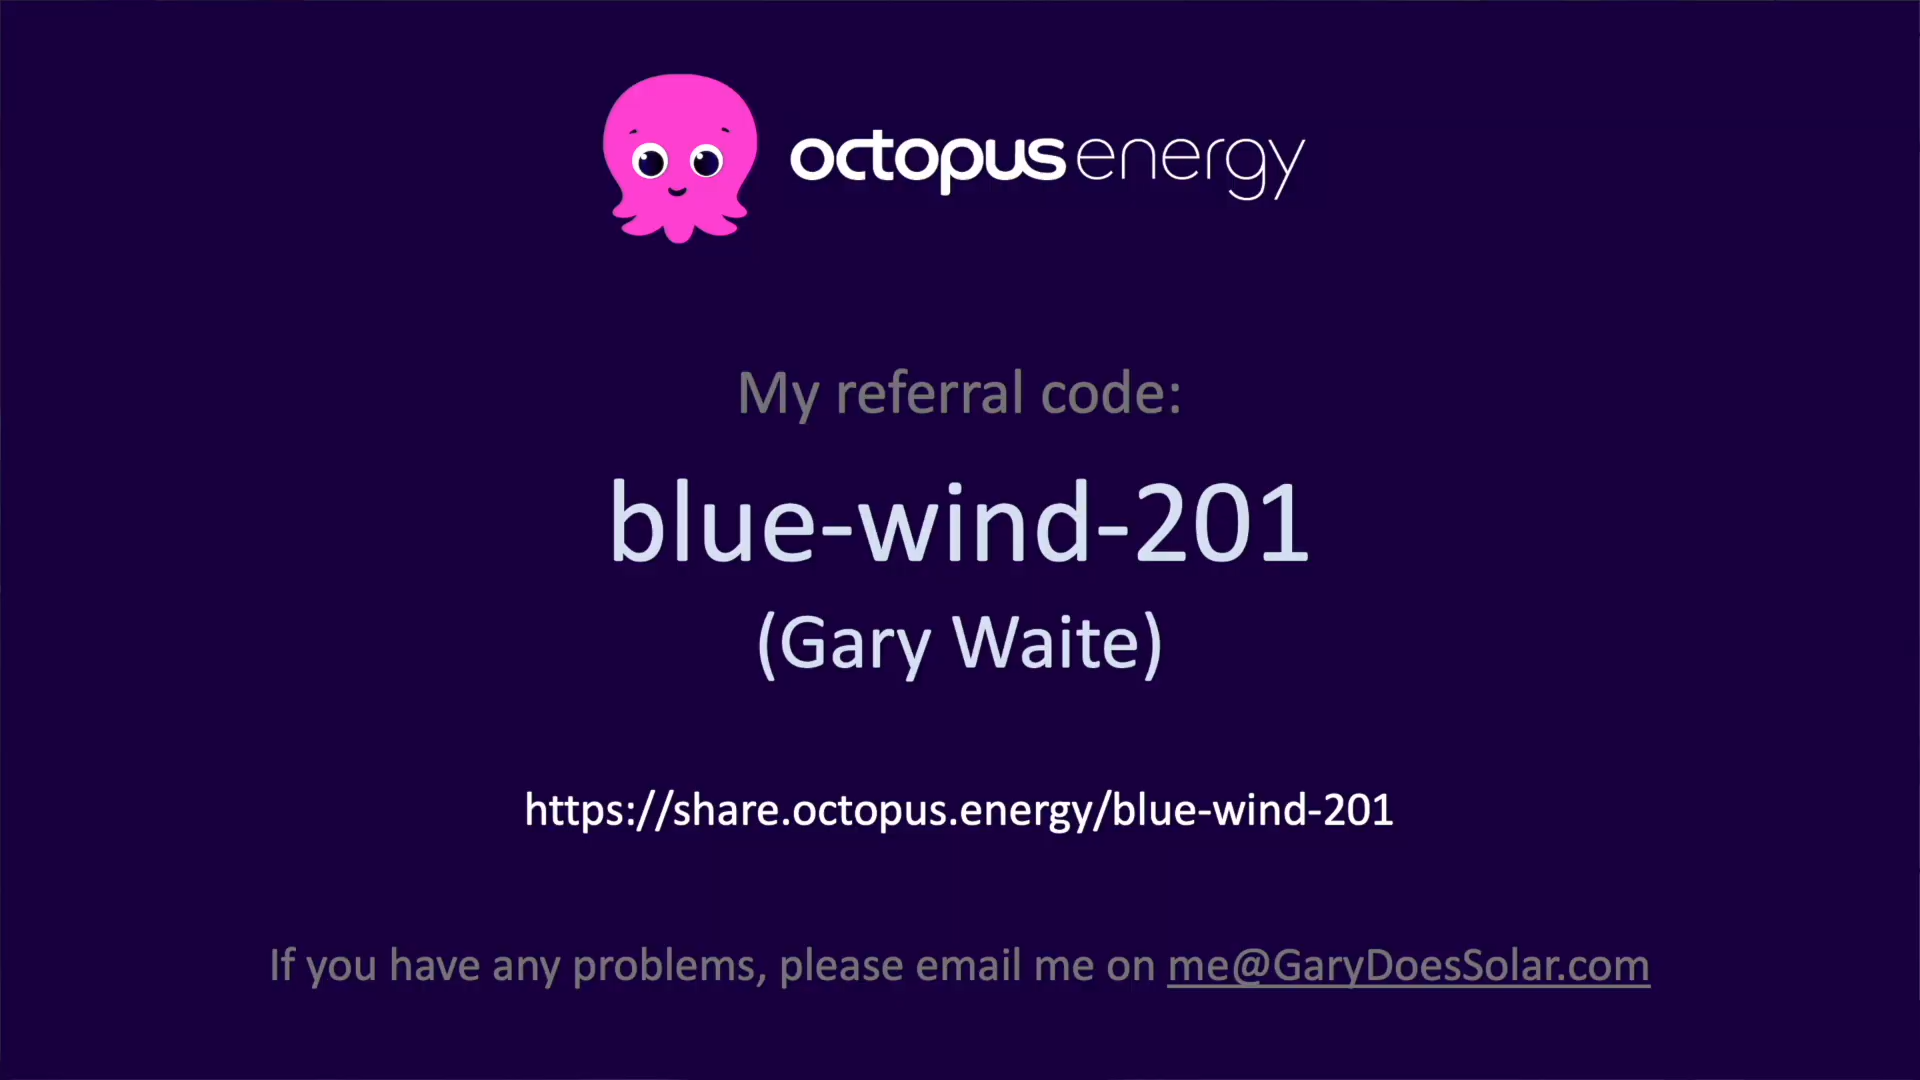 octopus energy
My referral code:
blue-wind-201
(Gary Waite)
https://share.octopus.energy/blue-wind-201
If you have any problems, please email me on me@GaryDoesSolar.com